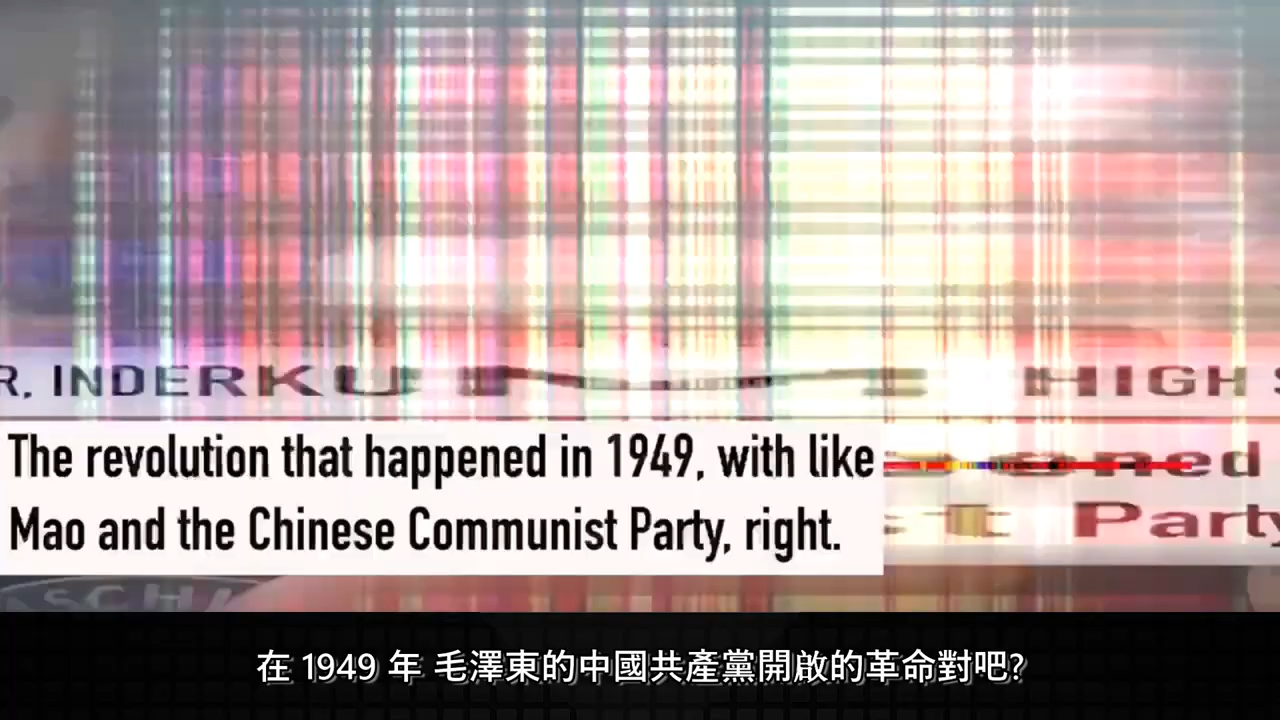 R. INDERKU HIGH
The revolution that happened in 1949, with like
Mao and the Chinese Communist Party, right.
Party
在 1949 年 毛澤東的中國共產黨開啟的革命對吧?